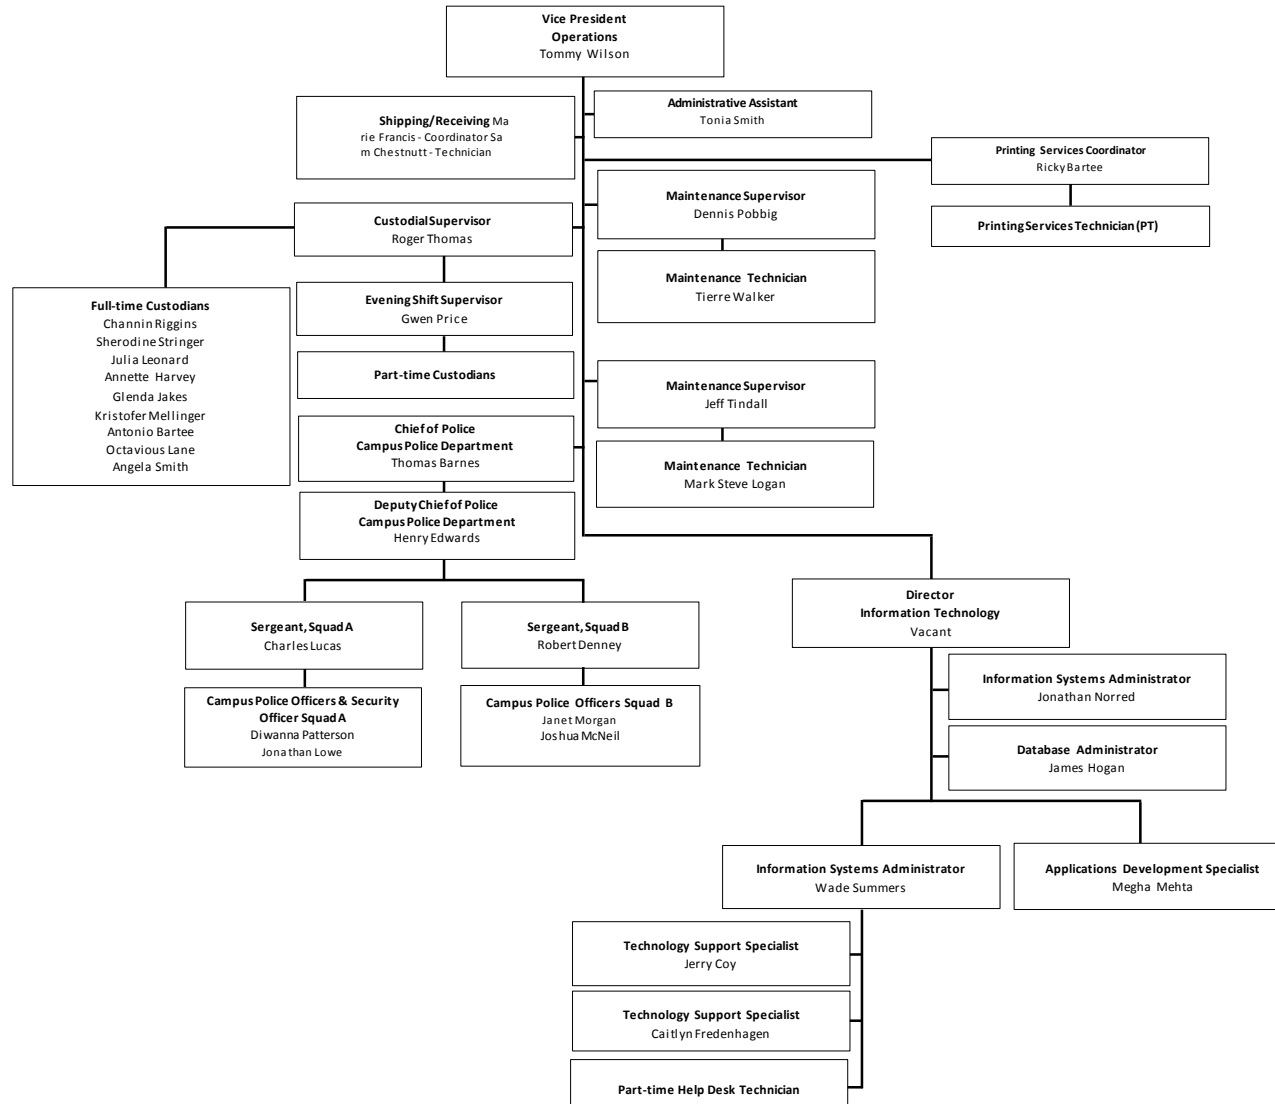 Vice President
Operations
Tommy Wilson
Administrative Assistant
Tonia Smith
Shipping/Receiving Ma
rie Francis - Coordinator Sa
m Chestnutt - Technician
Printing Services Coordinator
Ricky Bartee
Printing Services Technician (PT)
Maintenance Supervisor
Dennis Pobbig
Maintenance Technician
Tierre Walker
Custodial Supervisor
Roger Thomas
Full-time Custodians
Channin Riggins
Sherodine Stringer
Julia Leonard
Annette Harvey
Glenda Jakes
Kristofer Mellinger
Antonio Bartee
Octavious Lane
Angela Smith
Evening Shift Supervisor
Gwen Price
Part-time Custodians
Maintenance Supervisor
Jeff Tindall
Maintenance Technician
Mark Steve Logan
Chief of Police
Campus Police Department
Thomas Barnes
Deputy Chief of Police
Campus Police Department
Henry Edwards
Sergeant, Squad A
Charles Lucas
Sergeant, Squad B
Robert Denney
Campus Police Officers & Security
Officer Squad A
Diwanna Patterson
Jonathan Lowe
Campus Police Officers Squad B
Janet Morgan
Joshua McNeil
Director
Information Technology
Vacant
Information Systems Administrator
Jonathan Norred
Database Administrator
James Hogan
Information Systems Administrator
Wade Summers
Applications Development Specialist
Megha Mehta
Technology Support Specialist
Jerry Coy
Technology Support Specialist
Caitlyn Fredenhagen
Part-time Help Desk Technician